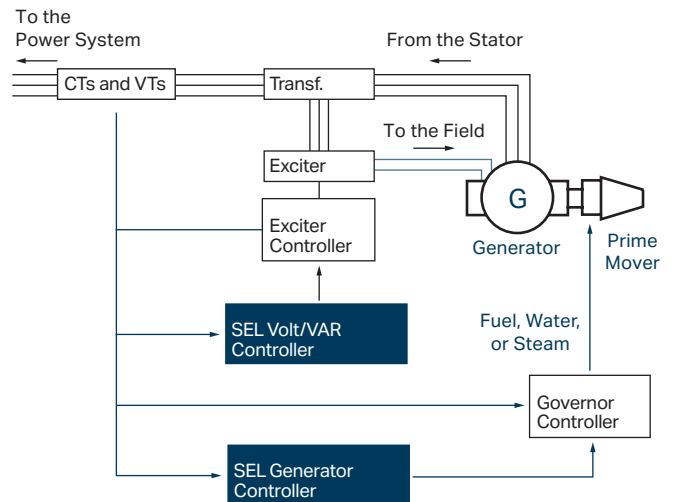 To the
Power System
From the Stator
CTs and VTs
Transf.
To the Field
Exciter
G
Exciter
Controller
Generator
Prime
Mover
SEL Volt/VAR
Controller
Fuel, Water,
or Steam
Governor
Controller
SEL Generator
Controller